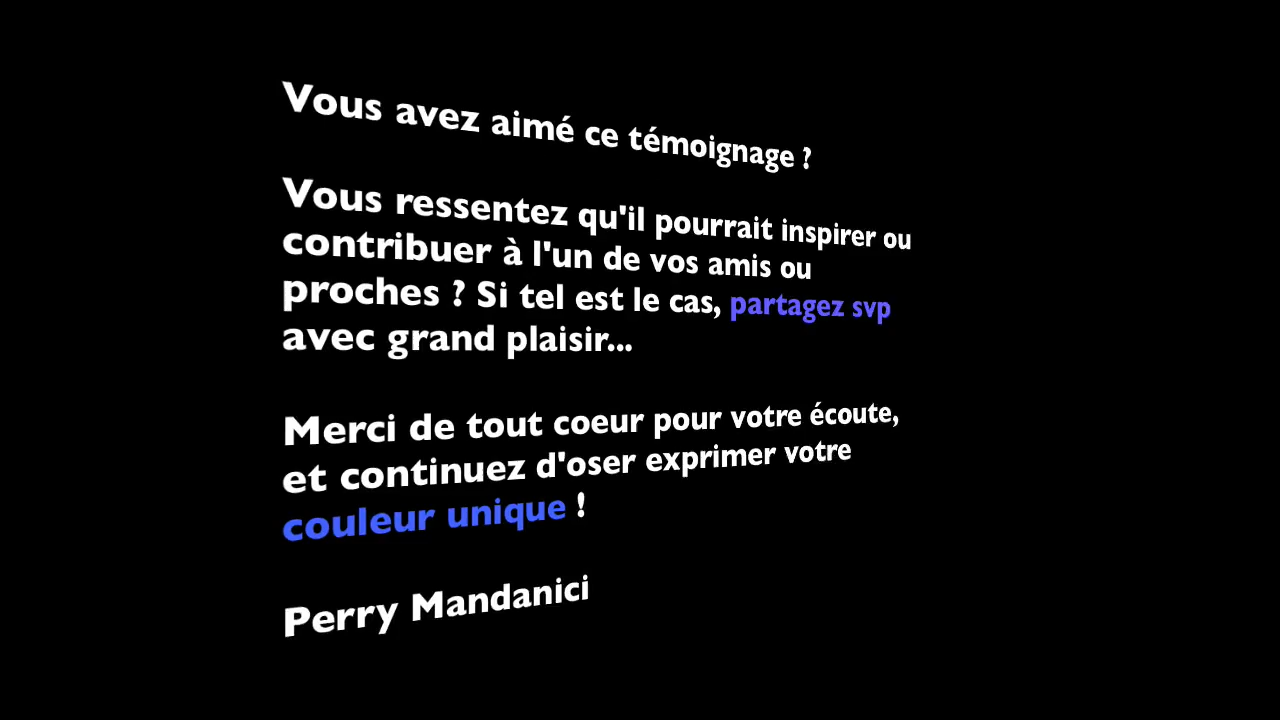 Vous avez aimé ce témoignage ?
Vous ressentez qu'il pourrait inspirer ou
contribuer à l'un de vos amis ou
proches ? Si tel est le cas, partagez svp
avec grand plaisir...
Merci de tout coeur pour votre écoute,
et continuez d'oser exprimer votre
couleur unique !
Perry Mandanici